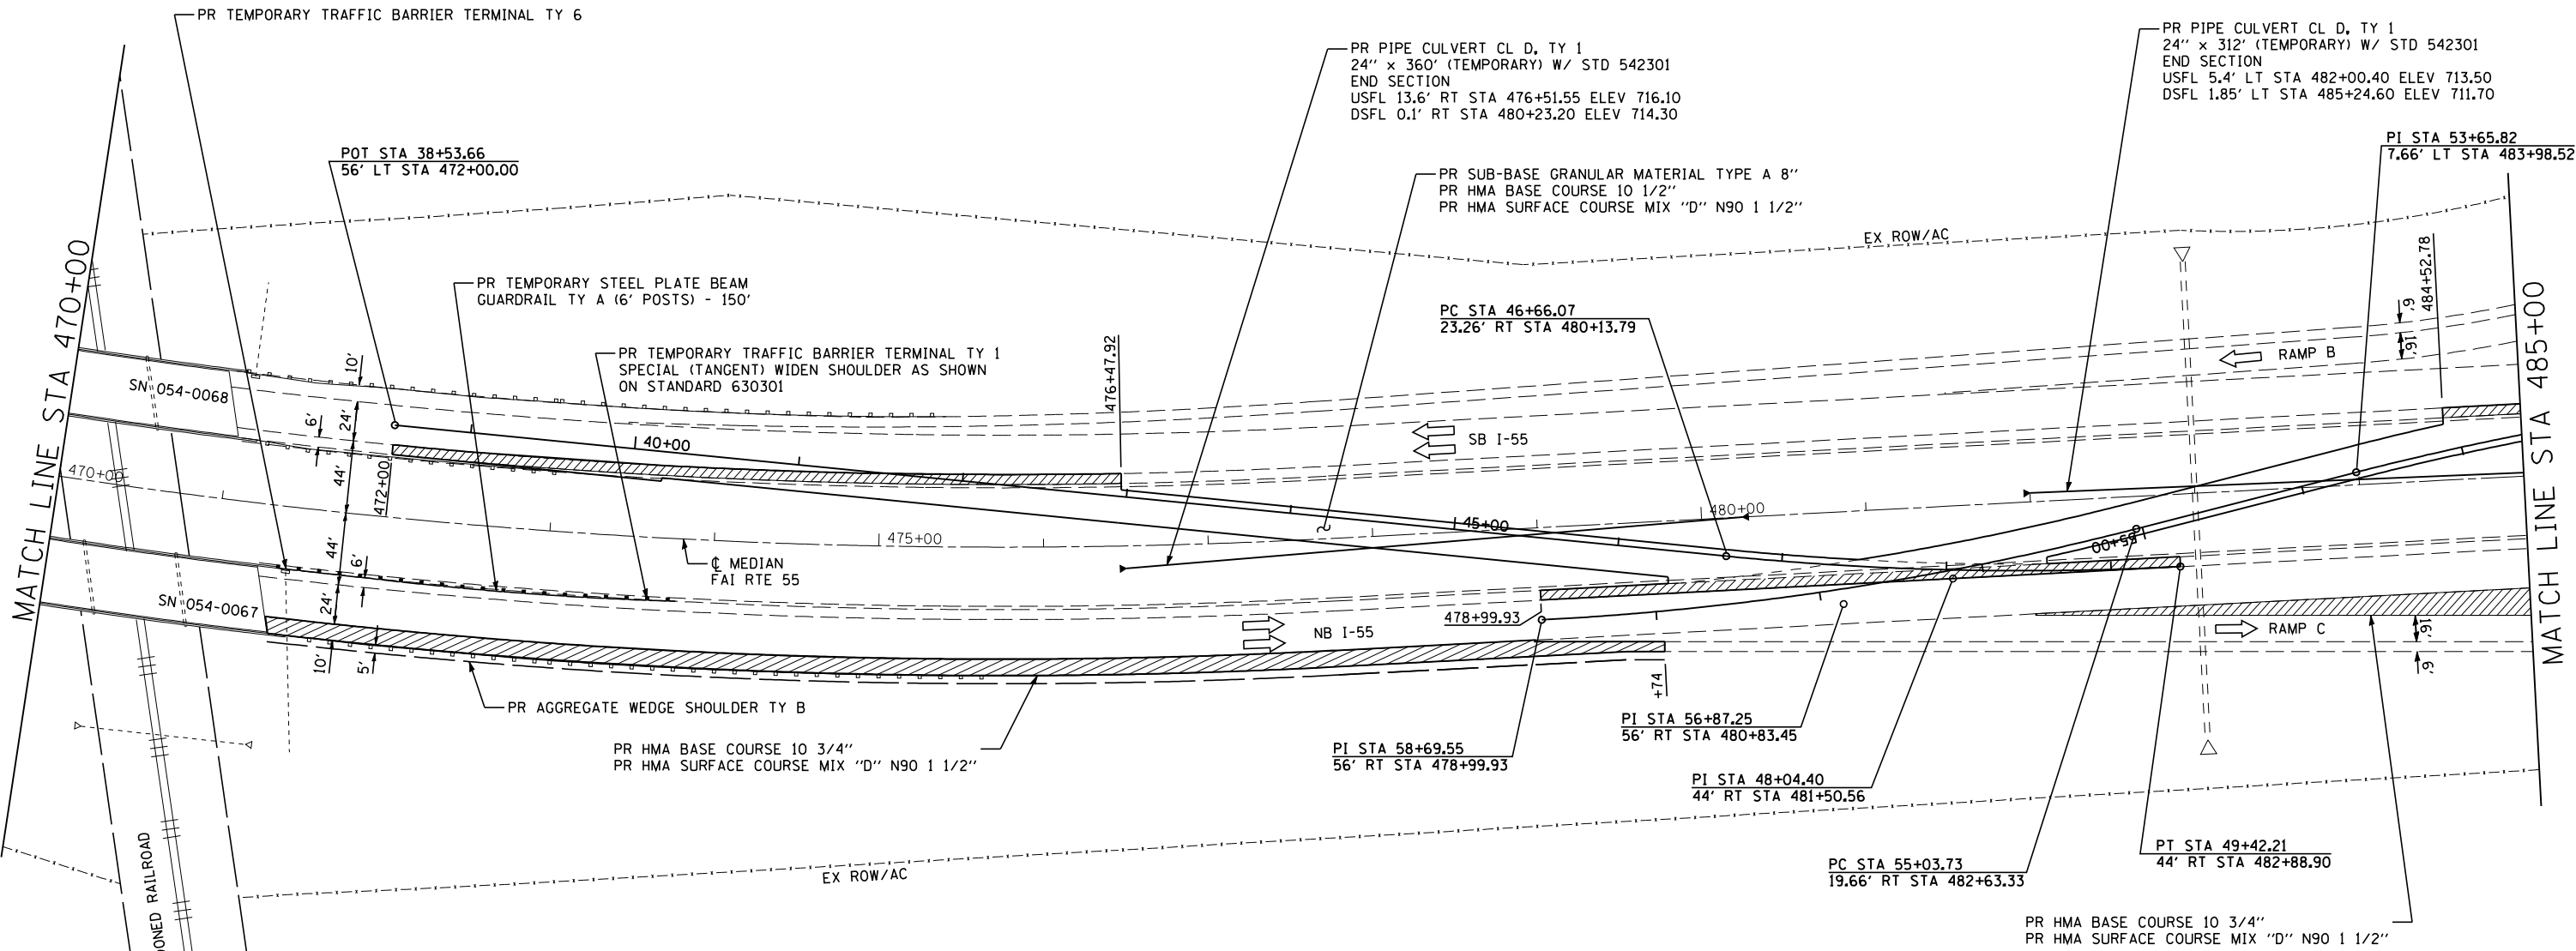 PR TEMPORARY TRAFFIC BARRIER TERMINAL TY 6
PR PIPE CULVERT CL D, TY 1
24" x 360' (TEMPORARY) W/ STD 542301
END SECTION
USFL 13.6' RT STA 476+51.55 ELEV 716.10
DSFL 0.1' RT STA 480+23.20 ELEV 714.30
PR PIPE CULVERT CL D, TY 1
24" x 312' (TEMPORARY) W/ STD 542301
END SECTION
USFL 5.4' LT STA 482+00.40 ELEV 713.50
DSFL 1.85' LT STA 485+24.60 ELEV 711.70
PI STA 53+65.82
7.66' LT STA 483+98.52
POT STA 38+53.66
56' LT STA 472+00.00
PR SUB-BASE GRANULAR MATERIAL TYPE A 8"
PR HMA BASE COURSE 10 1/2"
PR HMA SURFACE COURSE MIX "D" N90 1 1/2"
EX ROW/AC
PR TEMPORARY STEEL PLATE BEAM
GUARDRAIL TY A (6' POSTS) - 150'
PC STA 46+66.07
23.26' RT STA 480+13.79
484+52.78
6'
16'
RAMP B
MATCH LINE STA 470+00
MATCH LINE STA 485+00
PR TEMPORARY TRAFFIC BARRIER TERMINAL TY 1
SPECIAL (TANGENT) WIDEN SHOULDER AS SHOWN
ON STANDARD 630301
476+47.92
SN 054-0068
10'
24'
6'
44'
40+00
SB I-55
470+00
472+00
45+00
480+00
475+00
55+00
44'
6'
℄ MEDIAN
FAI RTE 55
SN 054-0067
24'
10'
5'
478+99.93
NB I-55
RAMP C
16'
6'
+74
PR AGGREGATE WEDGE SHOULDER TY B
PR HMA BASE COURSE 10 3/4"
PR HMA SURFACE COURSE MIX "D" N90 1 1/2"
PI STA 58+69.55
56' RT STA 478+99.93
PI STA 56+87.25
56' RT STA 480+83.45
PI STA 48+04.40
44' RT STA 481+50.56
PC STA 55+03.73
19.66' RT STA 482+63.33
PT STA 49+42.21
44' RT STA 482+88.90
EX ROW/AC
DONED RAILROAD
PR HMA BASE COURSE 10 3/4"
PR HMA SURFACE COURSE MIX "D" N90 1 1/2"